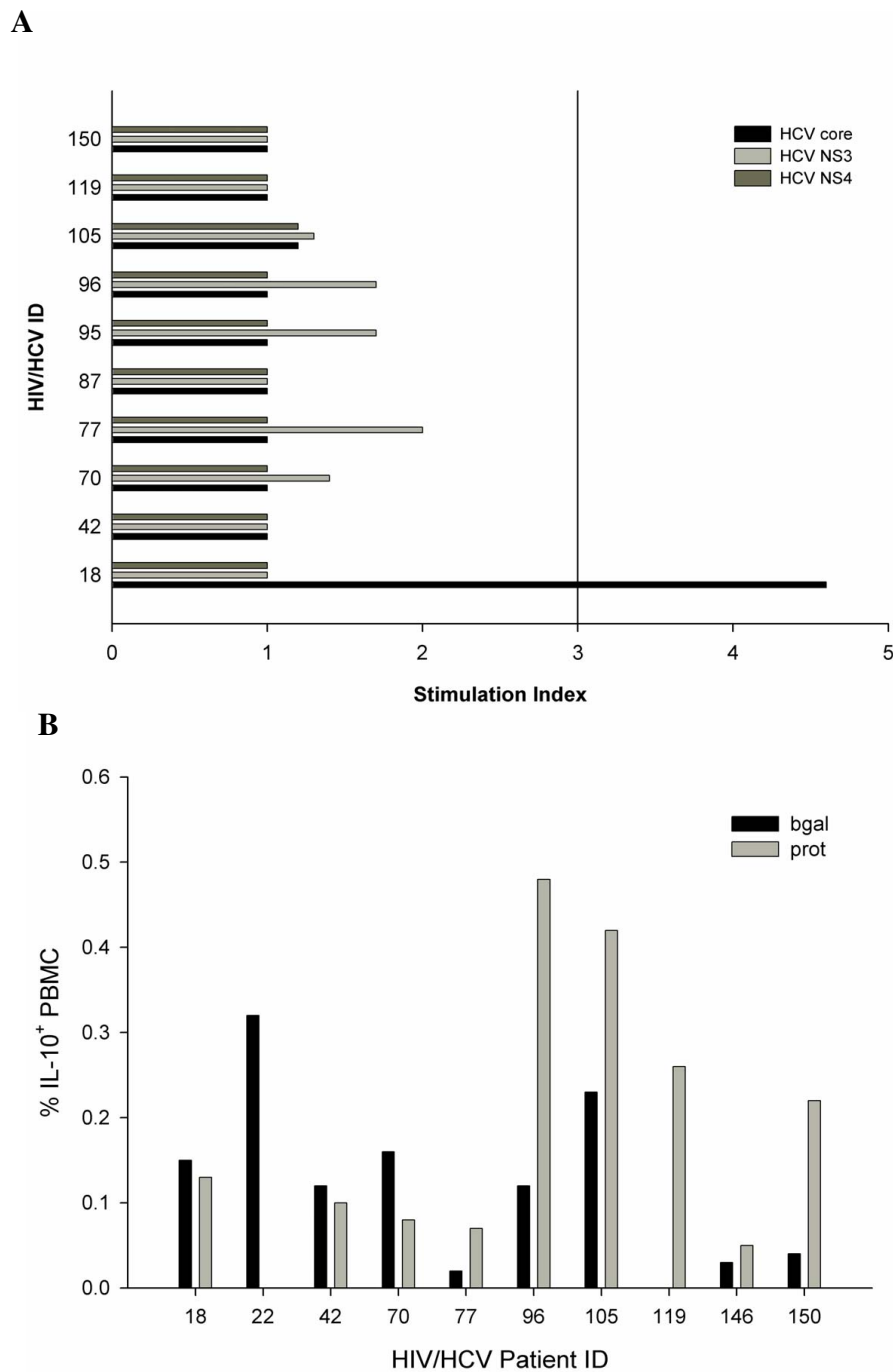 A
HIV/HCV ID
150
119
105
96
95
87
77
70
42
18
HCV core
HCV NS3
HCV NS4
0 1 2 3 4 5
Stimulation Index
B
% IL-10+ PBMC
0.6
0.5
0.4
0.3
0.2
0.1
0.0
bgal
prot
18 22 42 70 77 96 105 119 146 150
HIV/HCV Patient ID